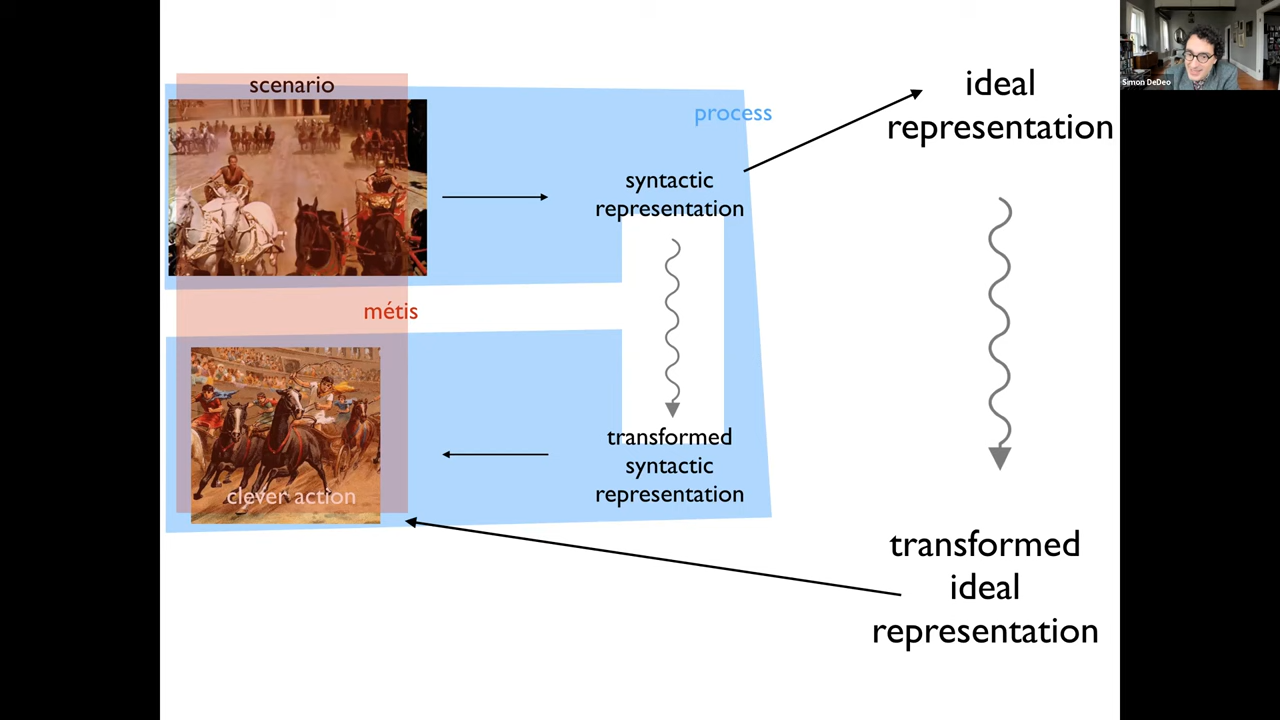 scenario
process
syntactic
representation
métis
clever action
transformed
syntactic
representation
ideal
representation
transformed
ideal
representation
Simon DeDeo